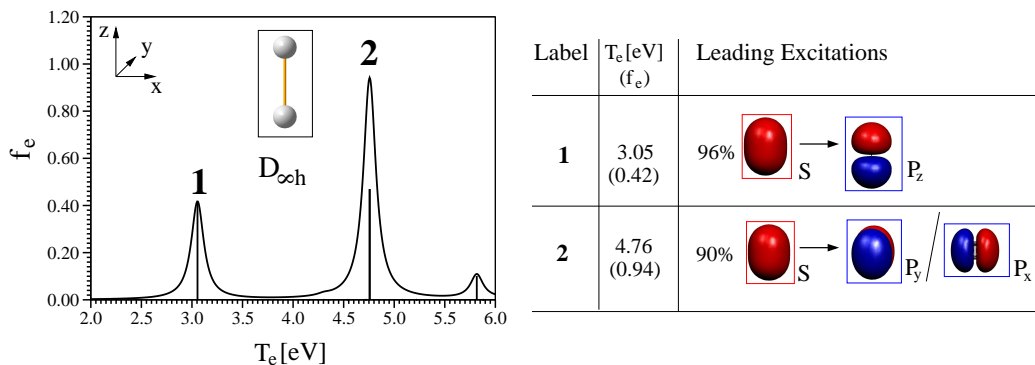 1.20
1.00
0.80
0.60
0.40
0.20
0.00
f_e
z
y
x
1
2
D∞h
2.0 2.5 3.0 3.5 4.0 4.5 5.0 5.5 6.0
T_e [eV]
Label T_e [eV] Leading Excitations
(f_e)
1 3.05 96% S P_z
(0.42)
2 4.76 90% S P_y / P_x
(0.94)